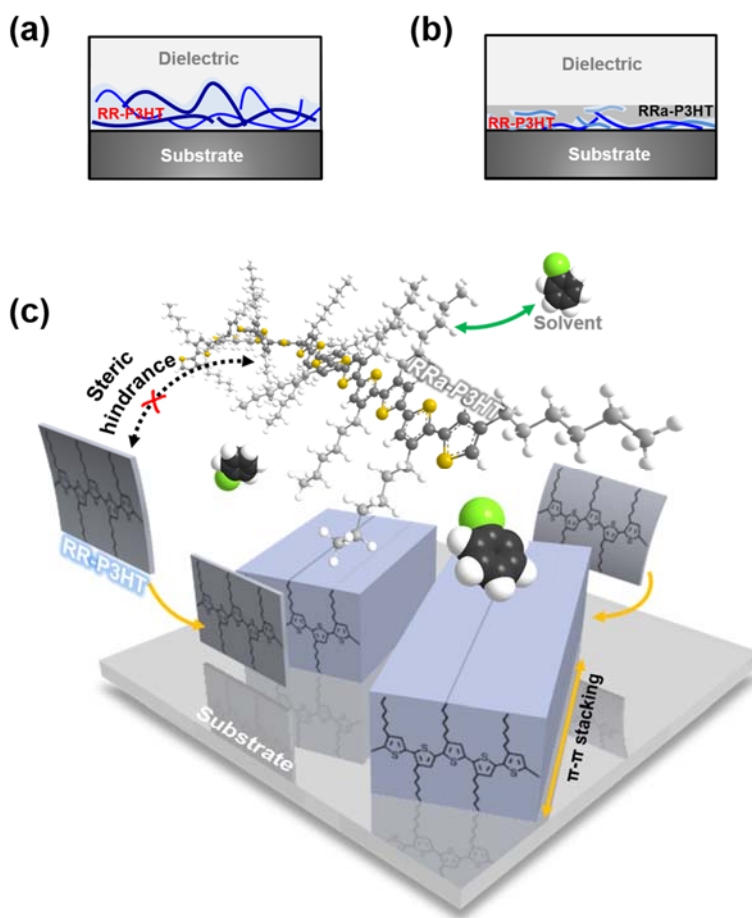 (a)
(b)
Dielectric
RR-P3HT
Substrate
Dielectric
RR-P3HT
RRa-P3HT
Substrate
(c)
Solvent
Steric
hindrance
RRa-P3HT
RR-P3HT
Substrate
π-π stacking
S
S
S
S
S